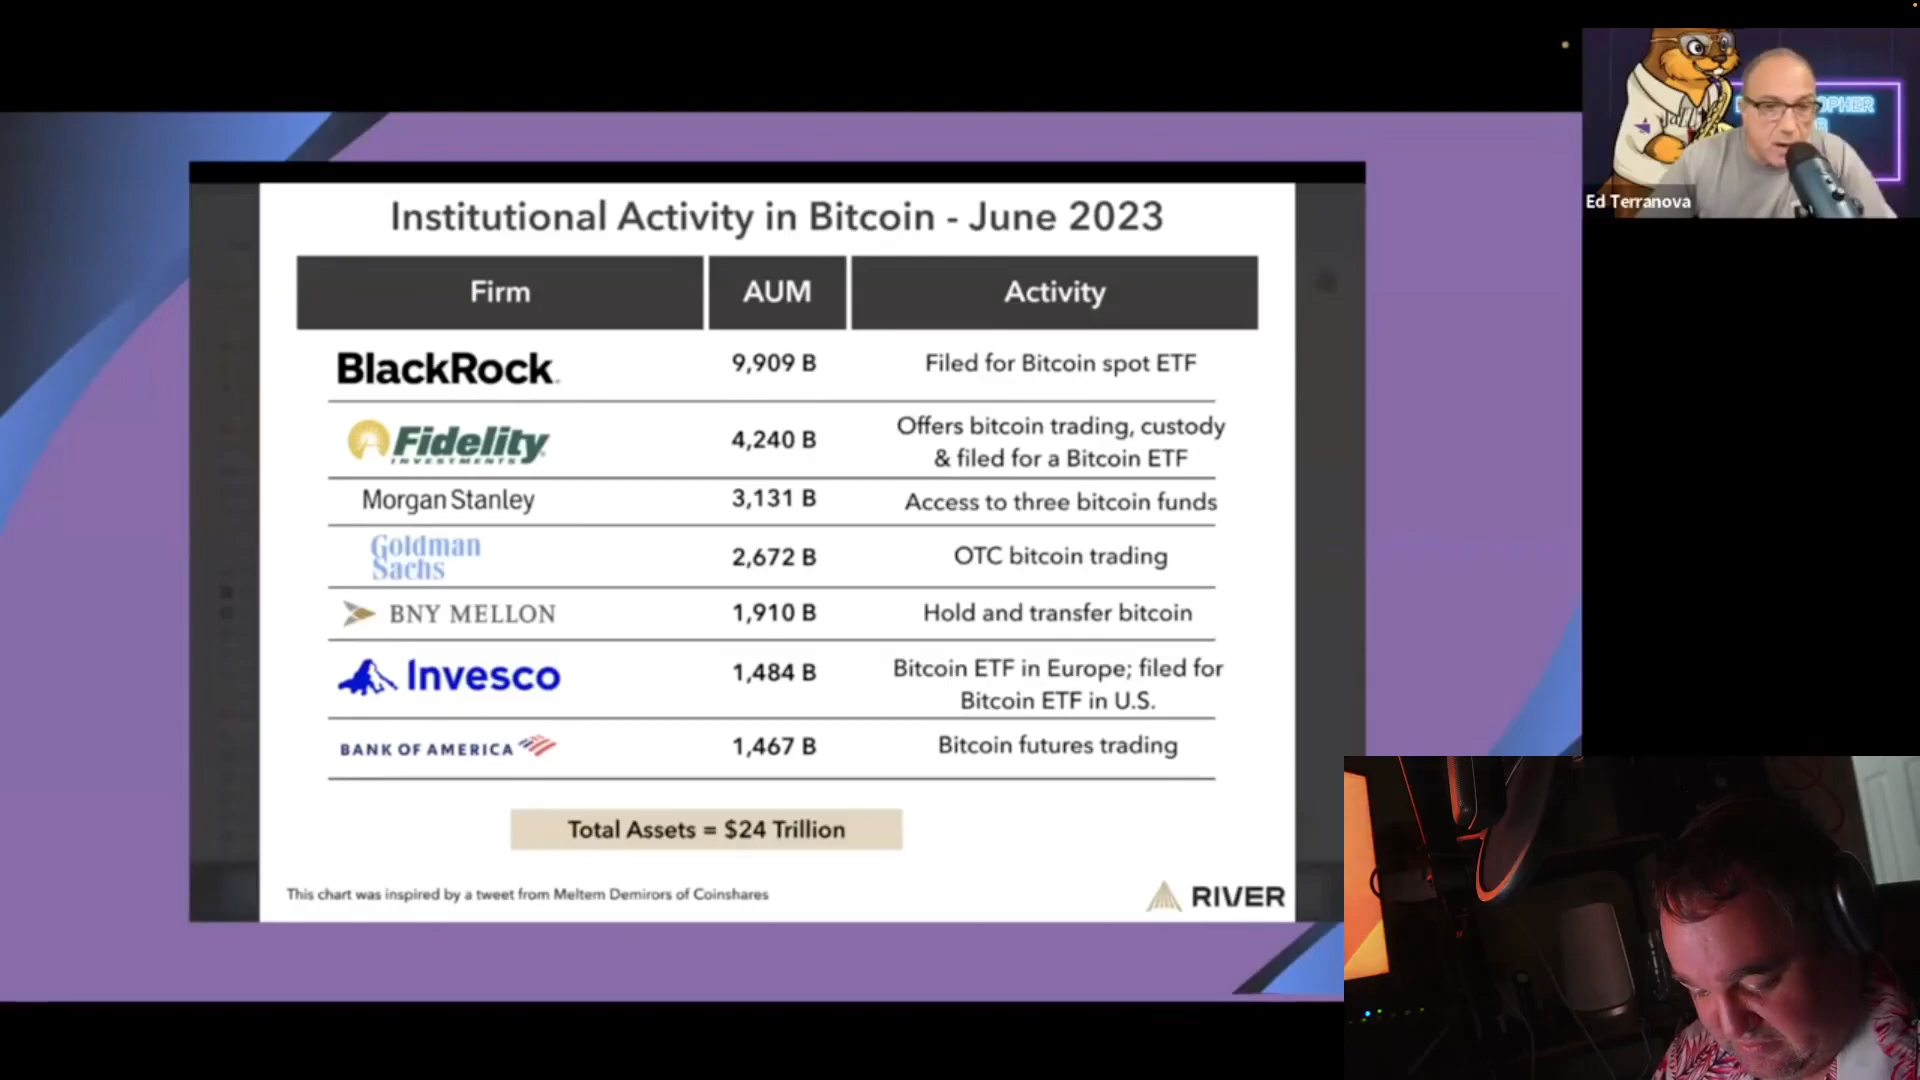 Institutional Activity in Bitcoin - June 2023
Firm AUM Activity
BlackRock 9,909 B Filed for Bitcoin spot ETF
Fidelity INVESTMENTS 4,240 B Offers bitcoin trading, custody
& filed for a Bitcoin ETF
Morgan Stanley 3,131 B Access to three bitcoin funds
Goldman
Sachs 2,672 B OTC bitcoin trading
BNY MELLON 1,910 B Hold and transfer bitcoin
Invesco 1,484 B Bitcoin ETF in Europe; filed for
Bitcoin ETF in U.S.
BANK OF AMERICA 1,467 B Bitcoin futures trading
Total Assets = $24 Trillion
This chart was inspired by a tweet from Meltem Demirors of Coinshares
RIVER
Ed Terranova